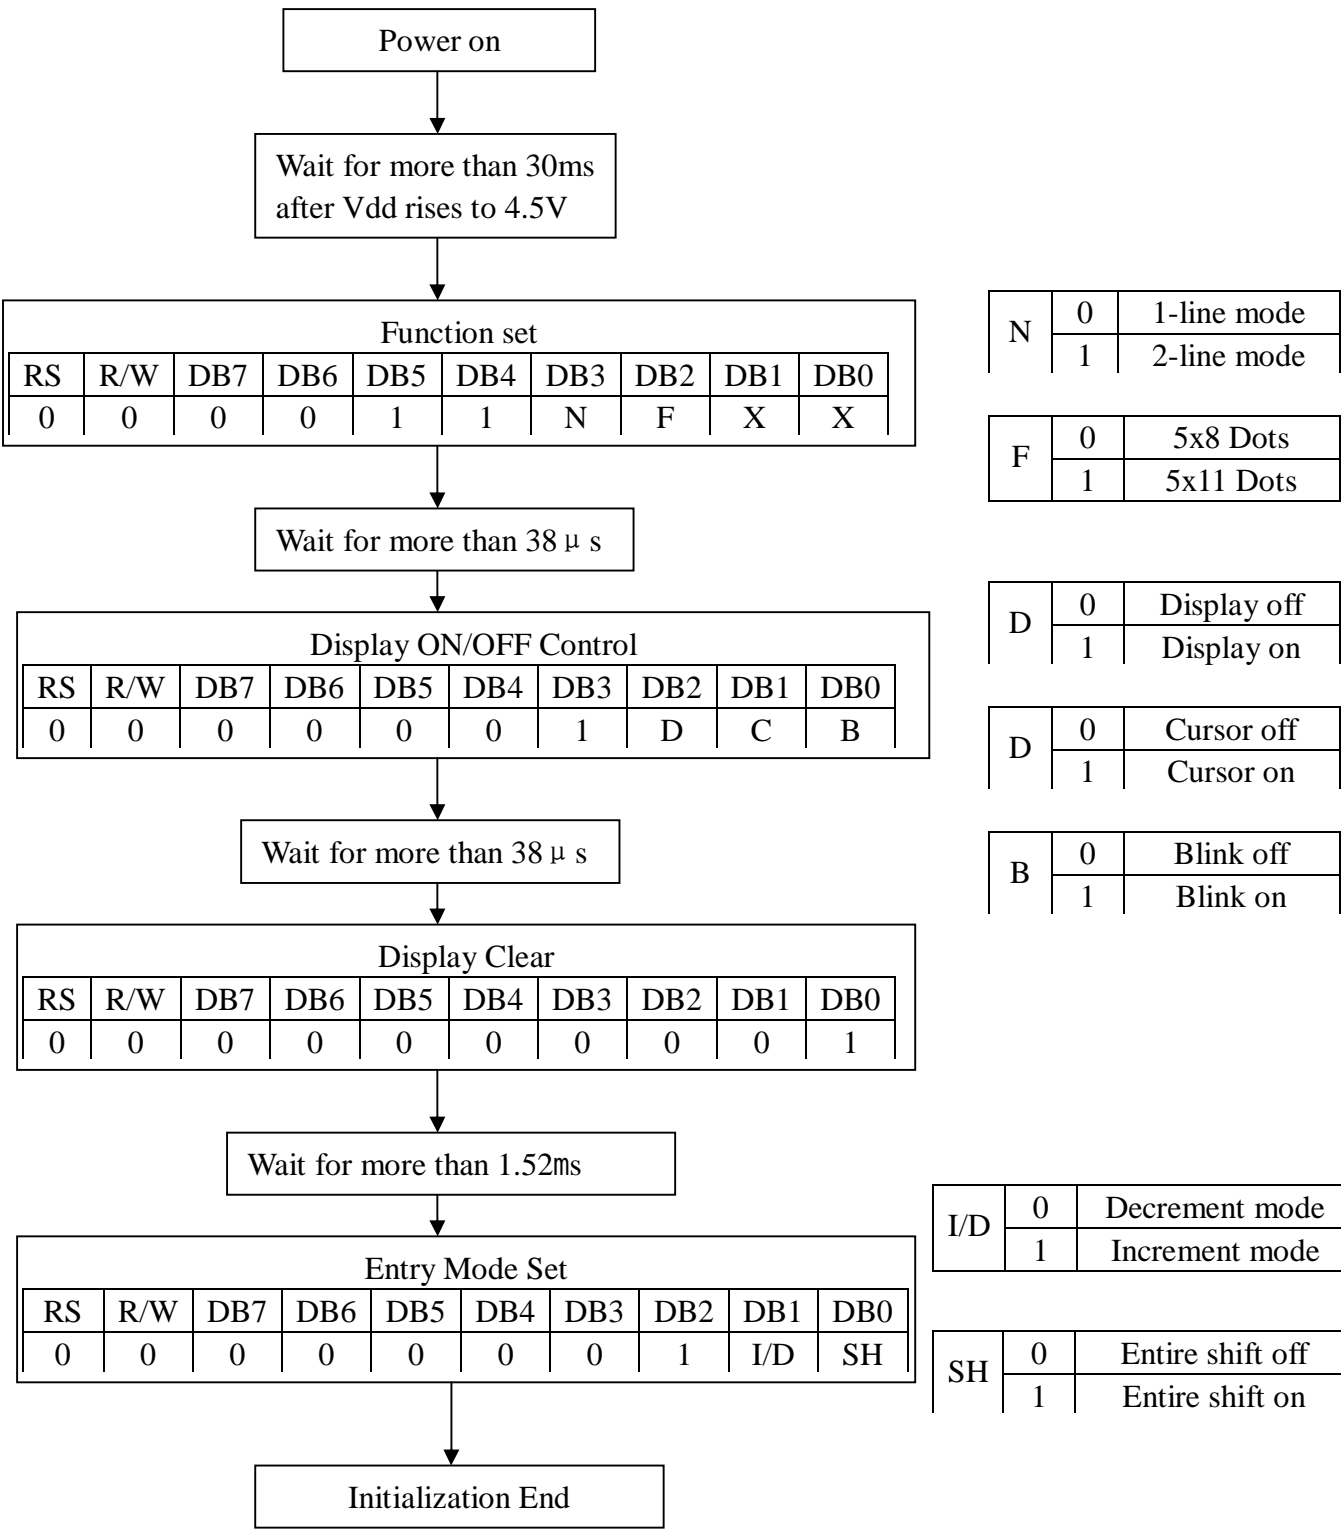 Power on
Wait for more than 30ms
after Vdd rises to 4.5V
Function set
RS R/W DB7 DB6 DB5 DB4 DB3 DB2 DB1 DB0
0 0 0 0 1 1 N F X X
N 0 1-line mode
1 2-line mode
F 0 5x8 Dots
1 5x11 Dots
Wait for more than 38μs
Display ON/OFF Control
RS R/W DB7 DB6 DB5 DB4 DB3 DB2 DB1 DB0
0 0 0 0 0 0 1 D C B
D 0 Display off
1 Display on
D 0 Cursor off
1 Cursor on
B 0 Blink off
1 Blink on
Wait for more than 38μs
Display Clear
RS R/W DB7 DB6 DB5 DB4 DB3 DB2 DB1 DB0
0 0 0 0 0 0 0 0 0 1
Wait for more than 1.52ms
Entry Mode Set
RS R/W DB7 DB6 DB5 DB4 DB3 DB2 DB1 DB0
0 0 0 0 0 0 0 1 I/D SH
I/D 0 Decrement mode
1 Increment mode
SH 0 Entire shift off
1 Entire shift on
Initialization End